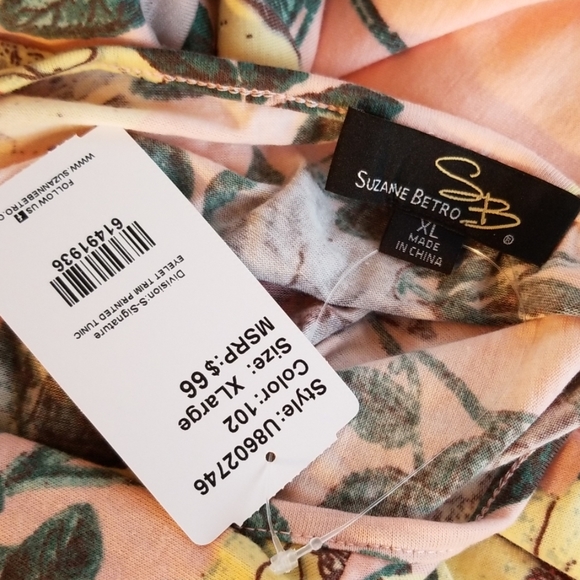 SUZANNE BETRO
SB
®
XL
MADE
IN CHINA
Style:U8602746
Color:102
Size: XLarge
MSRP:$ 66
Division:S-Signature
EYELET TRIM PRINTED TUNIC
61491936
FOLLOW US
WWW.SUZANNEBETRO.C